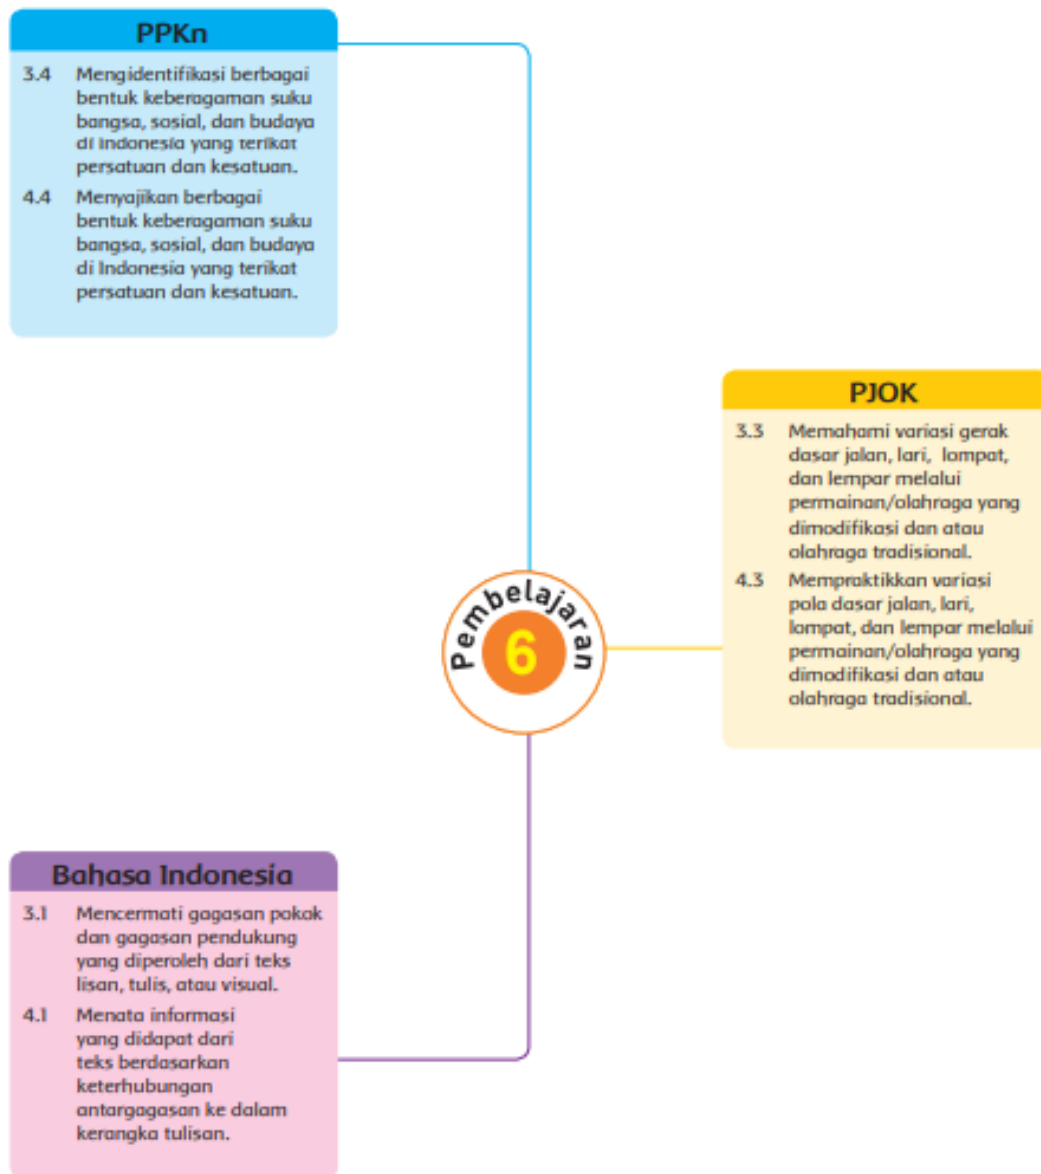 PPKn
3.4 Mengidentifikasi berbagai
bentuk keberagaman suku
bangsa, sosial, dan budaya
di Indonesia yang terikat
persatuan dan kesatuan.
4.4 Menyajikan berbagai
bentuk keberagaman suku
bangsa, sosial, dan budaya
di Indonesia yang terikat
persatuan dan kesatuan.
PJOK
3.3 Memahami variasi gerak
dasar jalan, lari, lompat,
dan lempar melalui
permainan/olahraga yang
dimodifikasi dan atau
olahraga tradisional.
4.3 Mempraktikkan variasi
pola dasar jalan, lari,
lompat, dan lempar melalui
permainan/olahraga yang
dimodifikasi dan atau
olahraga tradisional.
Pembelajaran
6
Bahasa Indonesia
3.1 Mencermati gagasan pokok
dan gagasan pendukung
yang diperoleh dari teks
lisan, tulis, atau visual.
4.1 Menata informasi
yang didapat dari
teks berdasarkan
keterhubungan
antargagasan ke dalam
kerangka tulisan.